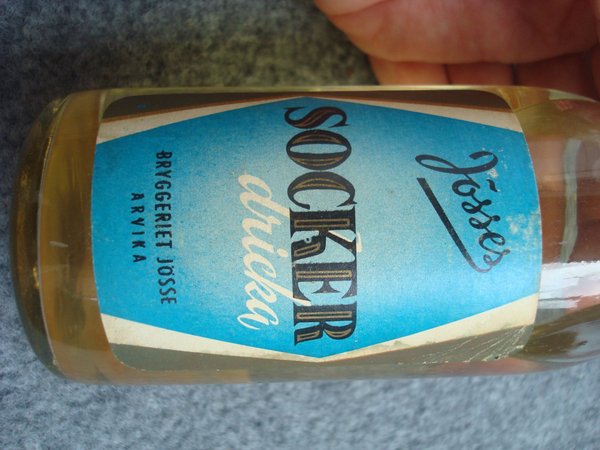 Jösses
SOCKER
dricka
BRYGGERIET JÖSSE
ARVIKA